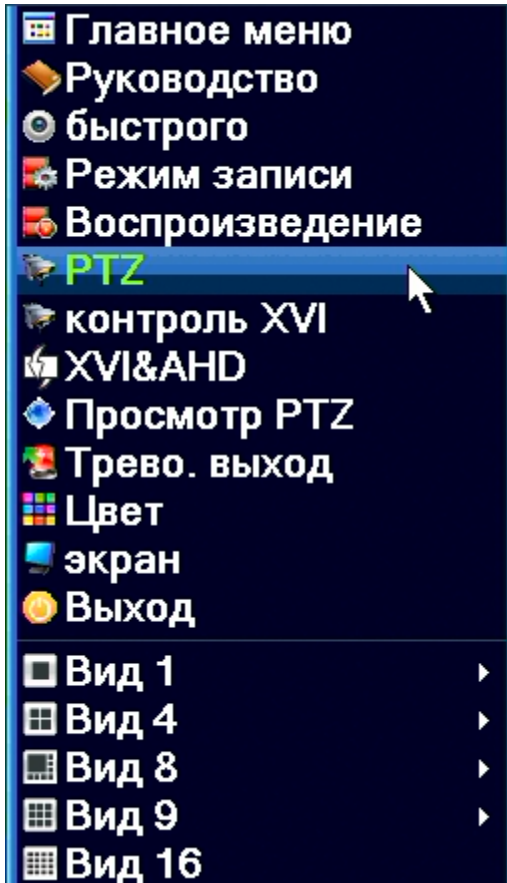 Главное меню
Руководство
быстрого
Режим записи
Воспроизведение
PTZ
контроль XVI
XVI&AHD
Просмотр PTZ
Трево. выход
Цвет
экран
Выход
Вид 1
Вид 4
Вид 8
Вид 9
Вид 16